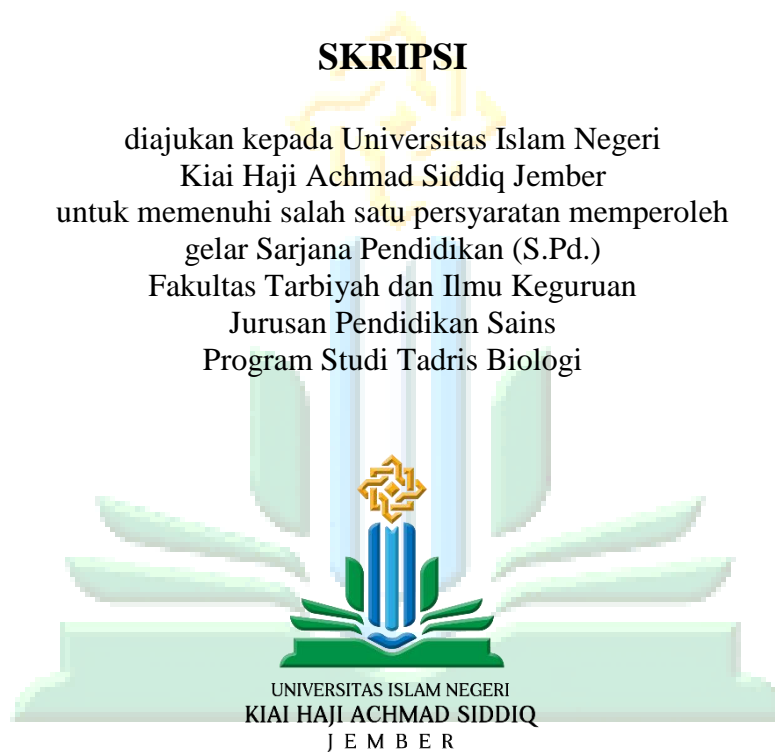 SKRIPSI
diajukan kepada Universitas Islam Negeri
Kiai Haji Achmad Siddiq Jember
untuk memenuhi salah satu persyaratan memperoleh
gelar Sarjana Pendidikan (S.Pd.)
Fakultas Tarbiyah dan Ilmu Keguruan
Jurusan Pendidikan Sains
Program Studi Tadris Biologi
UNIVERSITAS ISLAM NEGERI
KIAI HAJI ACHMAD SIDDIQ
JEMBER